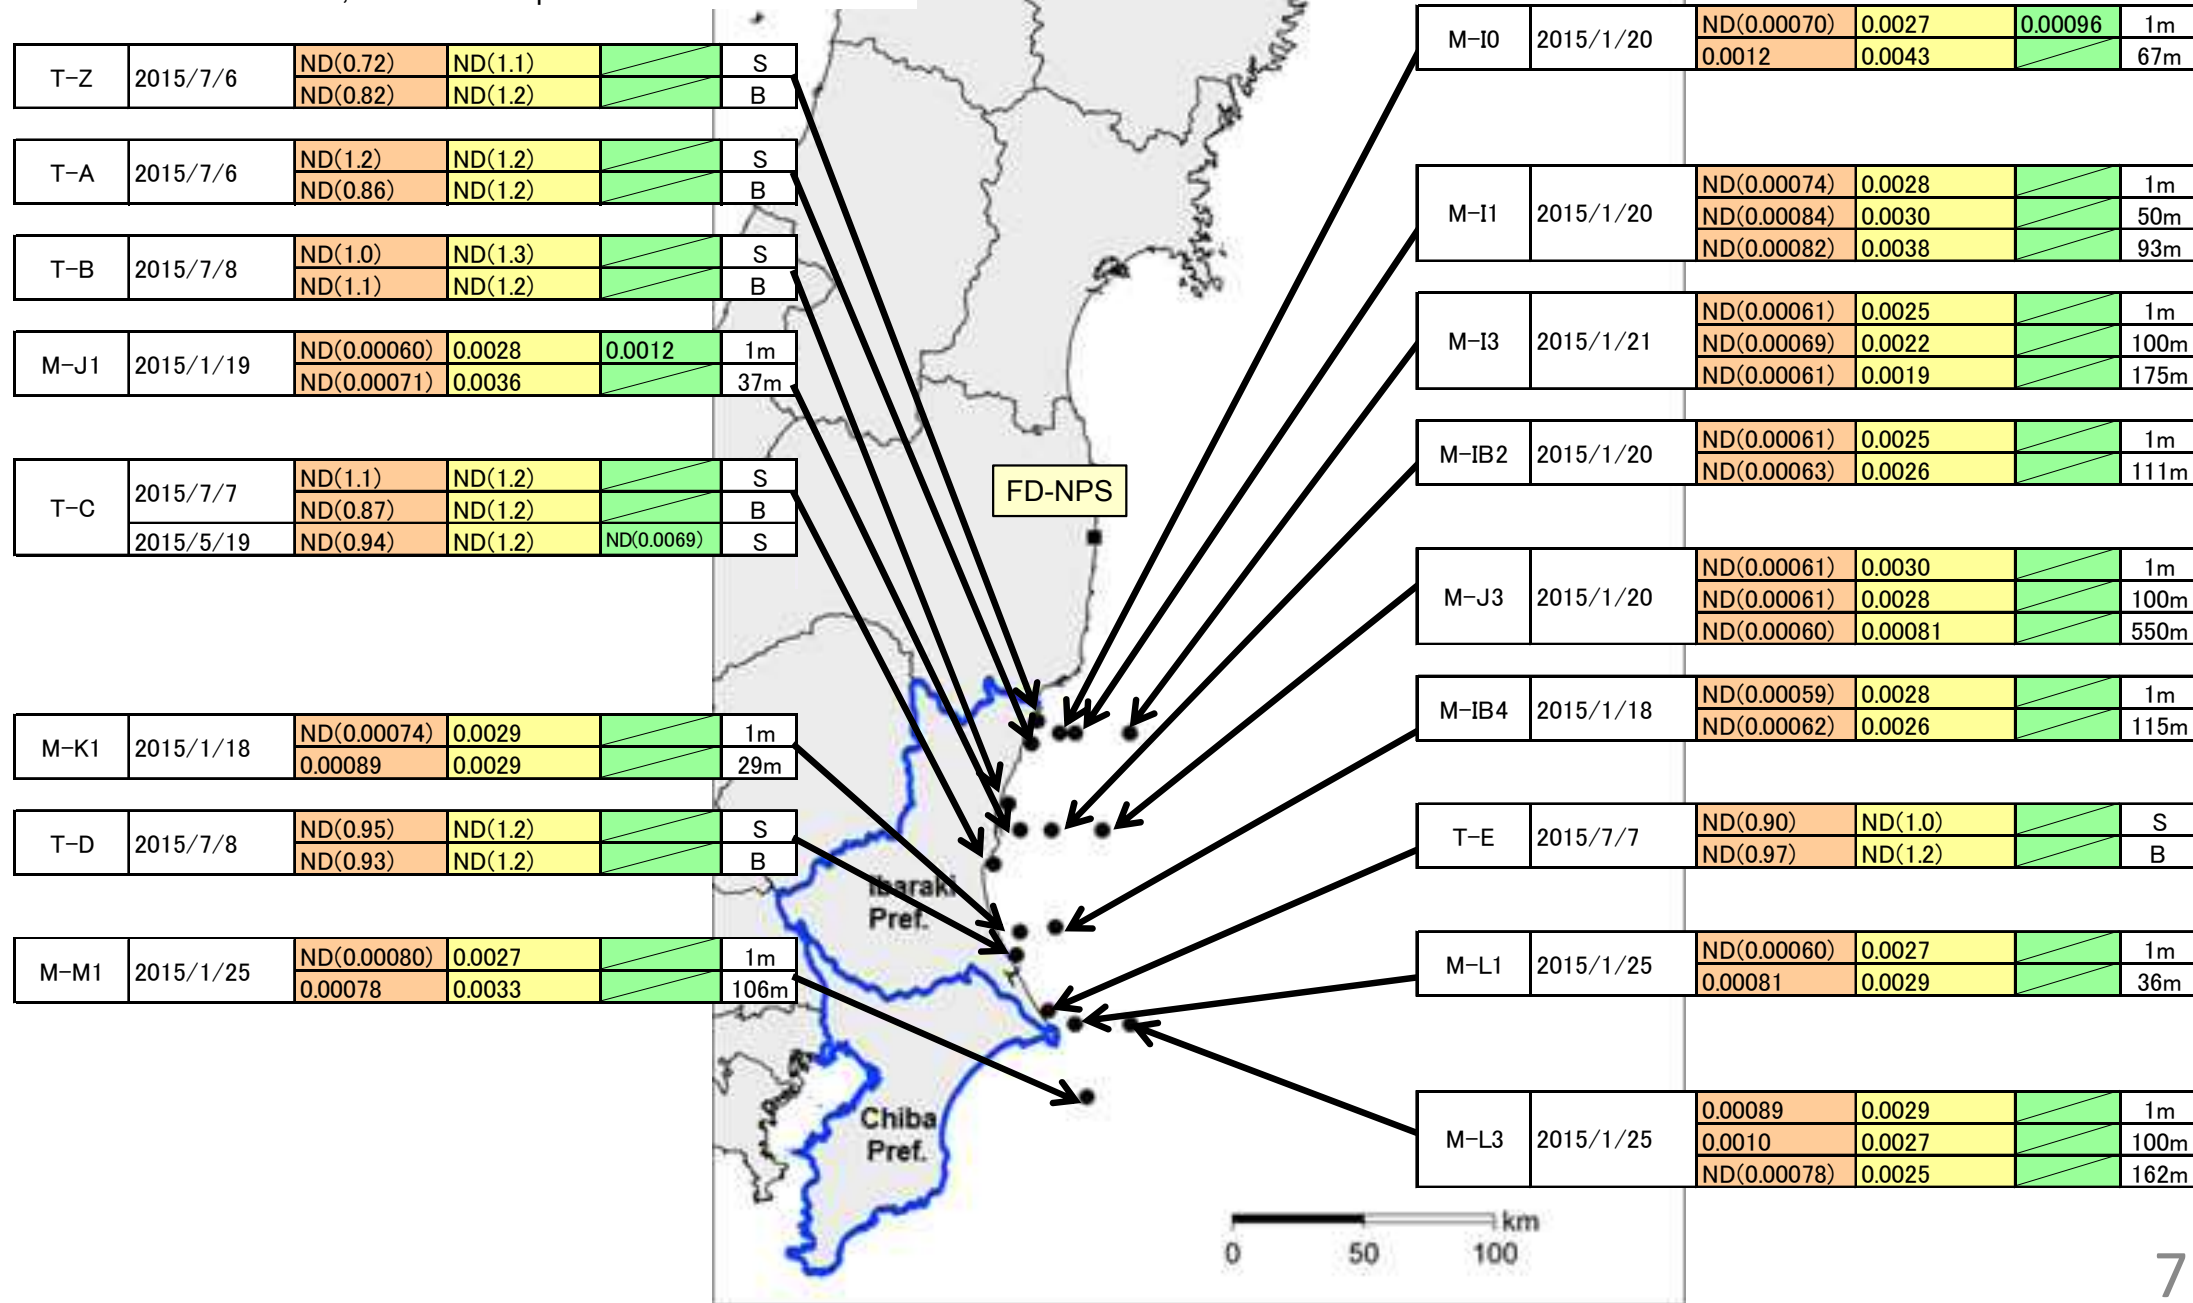 T-Z 2015/7/6 ND(0.72) ND(1.1) S
ND(0.82) ND(1.2) B
T-A 2015/7/6 ND(1.2) ND(1.2) S
ND(0.86) ND(1.2) B
T-B 2015/7/8 ND(1.0) ND(1.3) S
ND(1.1) ND(1.2) B
M-J1 2015/1/19 ND(0.00060) 0.0028 0.0012 1m
ND(0.00071) 0.0036 37m
T-C 2015/7/7 ND(1.1) ND(1.2) S
ND(0.87) ND(1.2) B
2015/5/19 ND(0.94) ND(1.2) ND(0.0069) S
M-K1 2015/1/18 ND(0.00074) 0.0029 1m
0.00089 0.0029 29m
T-D 2015/7/8 ND(0.95) ND(1.2) S
ND(0.93) ND(1.2) B
M-M1 2015/1/25 ND(0.00080) 0.0027 1m
0.00078 0.0033 106m
FD-NPS
Ibaraki
Pref.
Chiba
Pref.
km
0 50 100
M-I0 2015/1/20 ND(0.00070) 0.0027 0.00096 1m
0.0012 0.0043 67m
M-I1 2015/1/20 ND(0.00074) 0.0028 1m
ND(0.00084) 0.0030 50m
ND(0.00082) 0.0038 93m
M-I3 2015/1/21 ND(0.00061) 0.0025 1m
ND(0.00069) 0.0022 100m
ND(0.00061) 0.0019 175m
M-IB2 2015/1/20 ND(0.00061) 0.0025 1m
ND(0.00063) 0.0026 111m
M-J3 2015/1/20 ND(0.00061) 0.0030 1m
ND(0.00061) 0.0028 100m
ND(0.00060) 0.00081 550m
M-IB4 2015/1/18 ND(0.00059) 0.0028 1m
ND(0.00062) 0.0026 115m
T-E 2015/7/7 ND(0.90) ND(1.0) S
ND(0.97) ND(1.2) B
M-L1 2015/1/25 ND(0.00060) 0.0027 1m
0.00081 0.0029 36m
M-L3 2015/1/25 0.00089 0.0029 1m
0.0010 0.0027 100m
ND(0.00078) 0.0025 162m
7